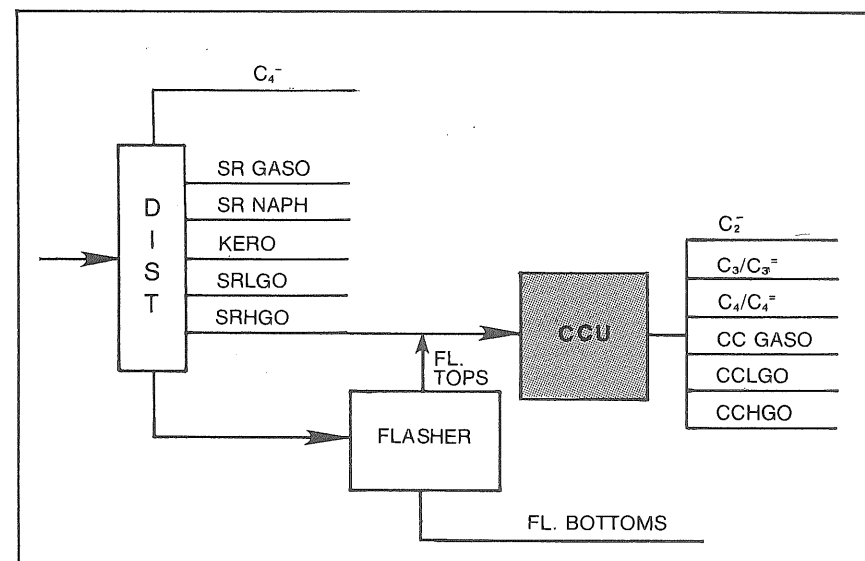 C₄⁻
SR GASO
SR NAPH
KERO
SRLGO
SRHGO
DIST
FL.
TOPS
FLASHER
FL. BOTTOMS
CCU
C₂⁻
C₃/C₃⁼
C₄/C₄⁼
CC GASO
CCLGO
CCHGO